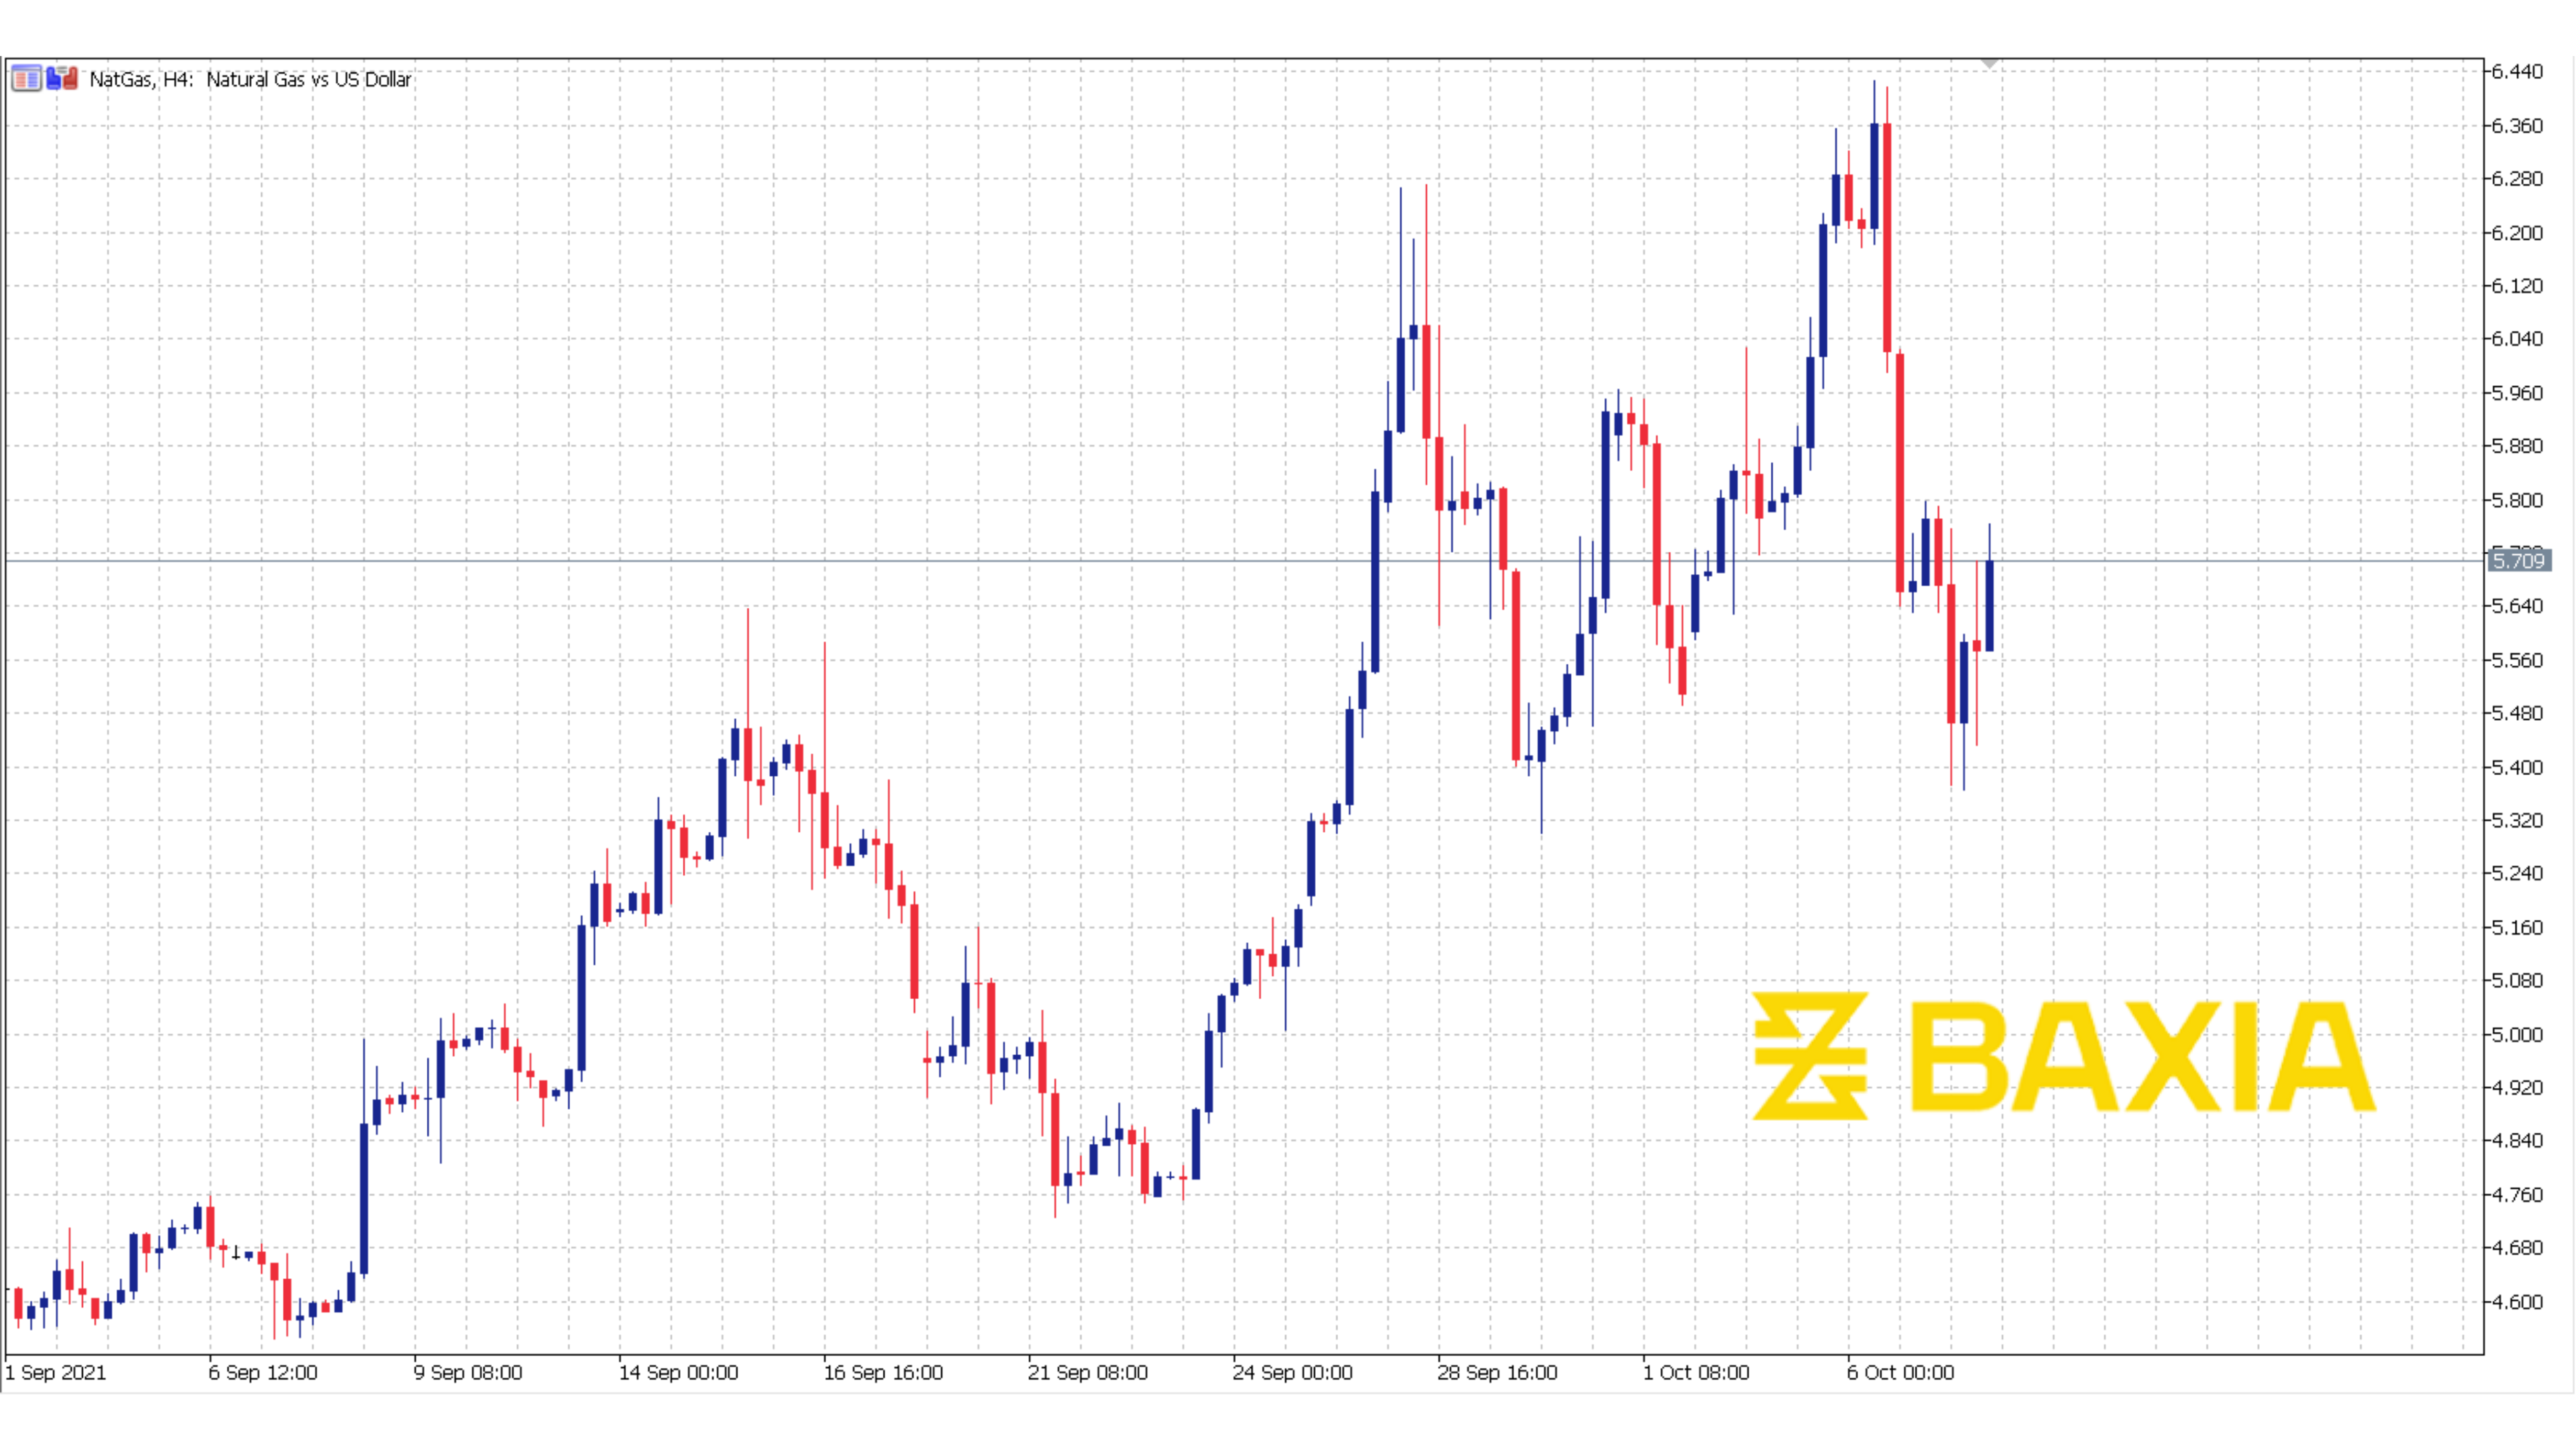 NatGas, H4: Natural Gas vs US Dollar
6.440
6.360
6.280
6.200
6.120
6.040
5.960
5.880
5.800
5.709
5.640
5.560
5.480
5.400
5.320
5.240
5.160
5.080
5.000
4.920
4.840
4.760
4.680
4.600
BAXIA
1 Sep 2021
6 Sep 12:00
9 Sep 08:00
14 Sep 00:00
16 Sep 16:00
21 Sep 08:00
24 Sep 00:00
28 Sep 16:00
1 Oct 08:00
6 Oct 00:00